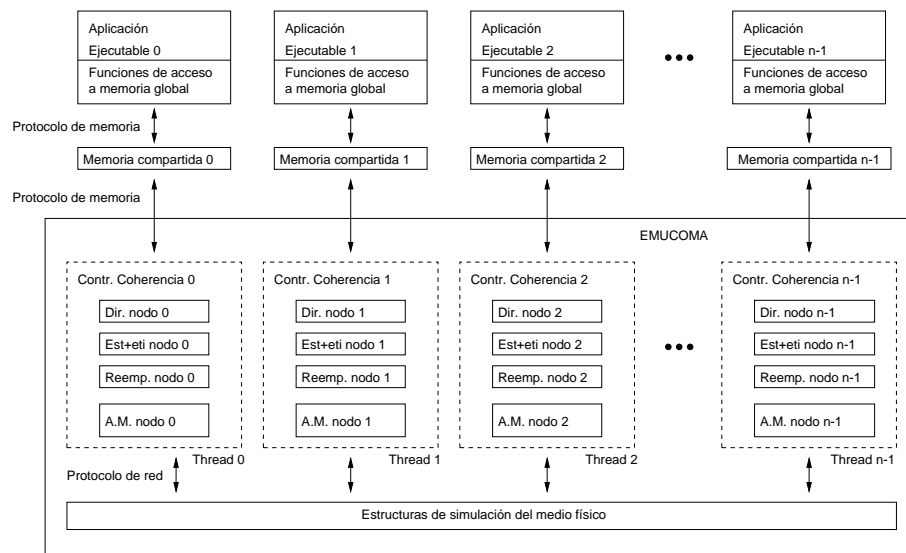 Aplicación
Ejecutable 0
Funciones de acceso
a memoria global
Aplicación
Ejecutable 1
Funciones de acceso
a memoria global
Aplicación
Ejecutable 2
Funciones de acceso
a memoria global
•••
Aplicación
Ejecutable n-1
Funciones de acceso
a memoria global
Protocolo de memoria
Memoria compartida 0
Memoria compartida 1
Memoria compartida 2
Memoria compartida n-1
Protocolo de memoria
EMUCOMA
Contr. Coherencia 0
Dir. nodo 0
Est+eti nodo 0
Reemp. nodo 0
A.M. nodo 0
Thread 0
Contr. Coherencia 1
Dir. nodo 1
Est+eti nodo 1
Reemp. nodo 1
A.M. nodo 1
Thread 1
Contr. Coherencia 2
Dir. nodo 2
Est+eti nodo 2
Reemp. nodo 2
A.M. nodo 2
Thread 2
•••
Contr. Coherencia n-1
Dir. nodo n-1
Est+eti nodo n-1
Reemp. nodo n-1
A.M. nodo n-1
Thread n-1
Protocolo de red
Estructuras de simulación del medio físico